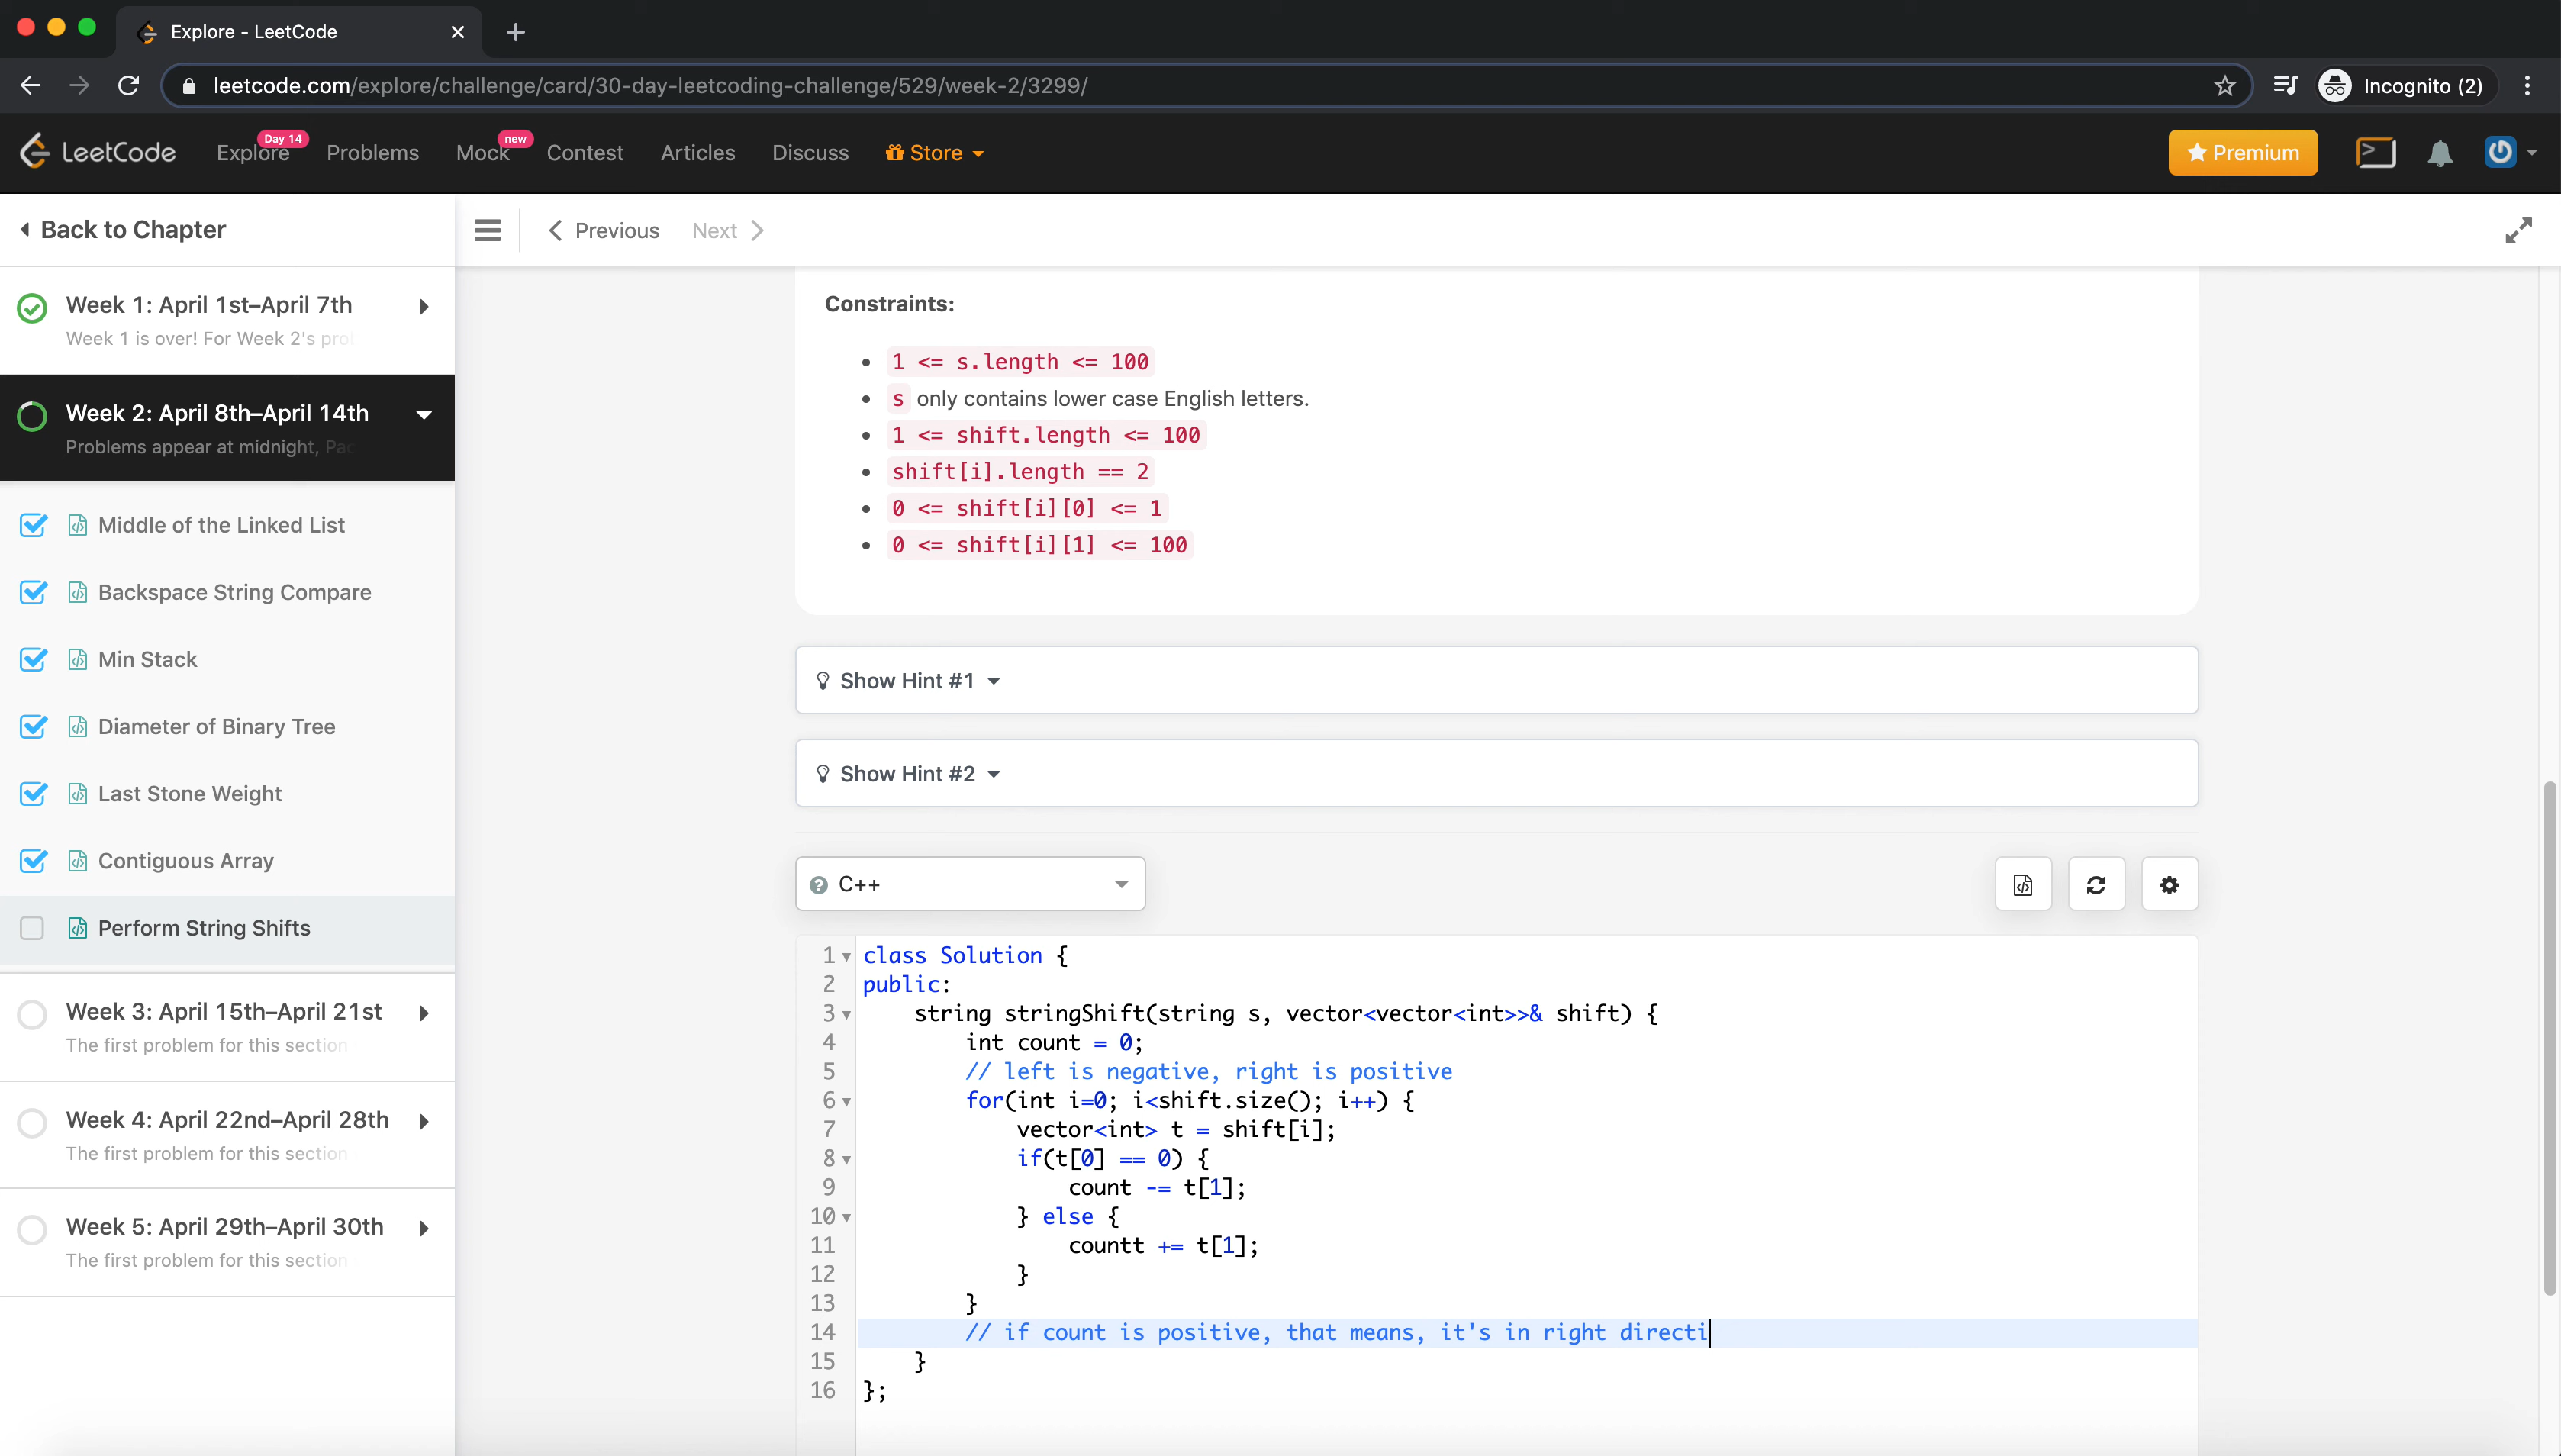 Explore - LeetCode
leetcode.com/explore/challenge/card/30-day-leetcoding-challenge/529/week-2/3299/
Incognito (2)
LeetCode
Explore
Day 14
Problems
Mock
new
Contest
Articles
Discuss
Store
Premium
Back to Chapter
Previous
Next
Week 1: April 1st–April 7th
Week 1 is over! For Week 2's pro
Week 2: April 8th–April 14th
Problems appear at midnight, Pac
Middle of the Linked List
Backspace String Compare
Min Stack
Diameter of Binary Tree
Last Stone Weight
Contiguous Array
Perform String Shifts
Week 3: April 15th–April 21st
The first problem for this section
Week 4: April 22nd–April 28th
The first problem for this section
Week 5: April 29th–April 30th
The first problem for this section
Constraints:
1 <= s.length <= 100
s only contains lower case English letters.
1 <= shift.length <= 100
shift[i].length == 2
0 <= shift[i][0] <= 1
0 <= shift[i][1] <= 100
Show Hint #1
Show Hint #2
C++
1 class Solution {
2 public:
3 string stringShift(string s, vector<vector<int>>& shift) {
4 int count = 0;
5 // left is negative, right is positive
6 for(int i=0; i<shift.size(); i++) {
7 vector<int> t = shift[i];
8 if(t[0] == 0) {
9 count -= t[1];
10 } else {
11 countt += t[1];
12 }
13 }
14 // if count is positive, that means, it's in right directi
15 }
16 };